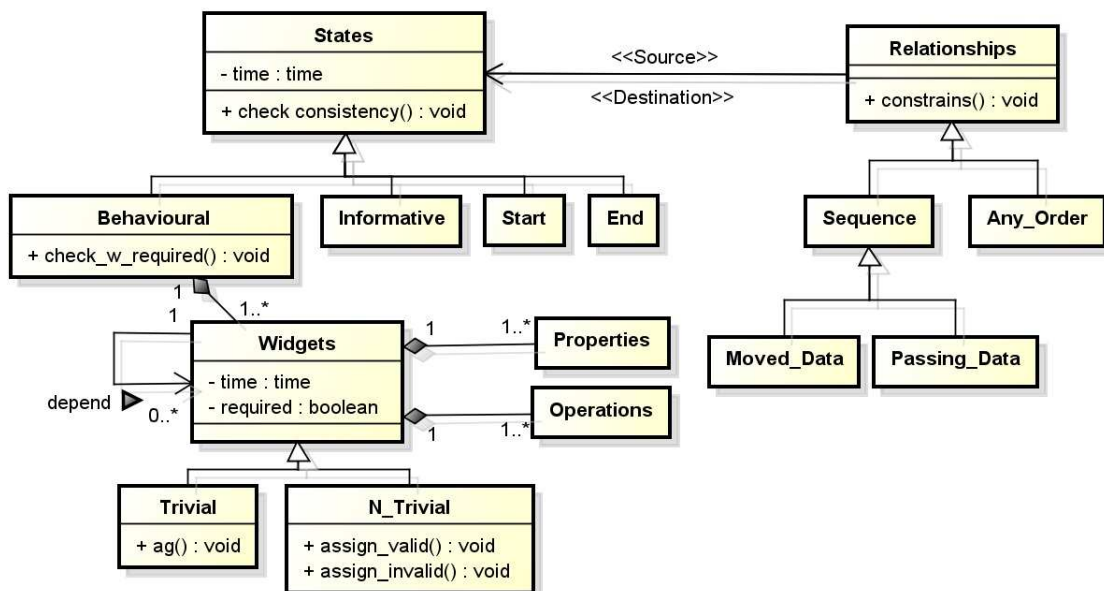 States
- time : time
+ check consistency() : void
<<Source>>
<<Destination>>
Relationships
+ constrains() : void
Behavioural
+ check_w_required() : void
Informative
Start
End
Sequence
Any_Order
1
1..*
1
depend
0..*
Widgets
- time : time
- required : boolean
1
1..*
Properties
1
1..*
Operations
Moved_Data
Passing_Data
Trivial
+ ag() : void
N_Trivial
+ assign_valid() : void
+ assign_invalid() : void